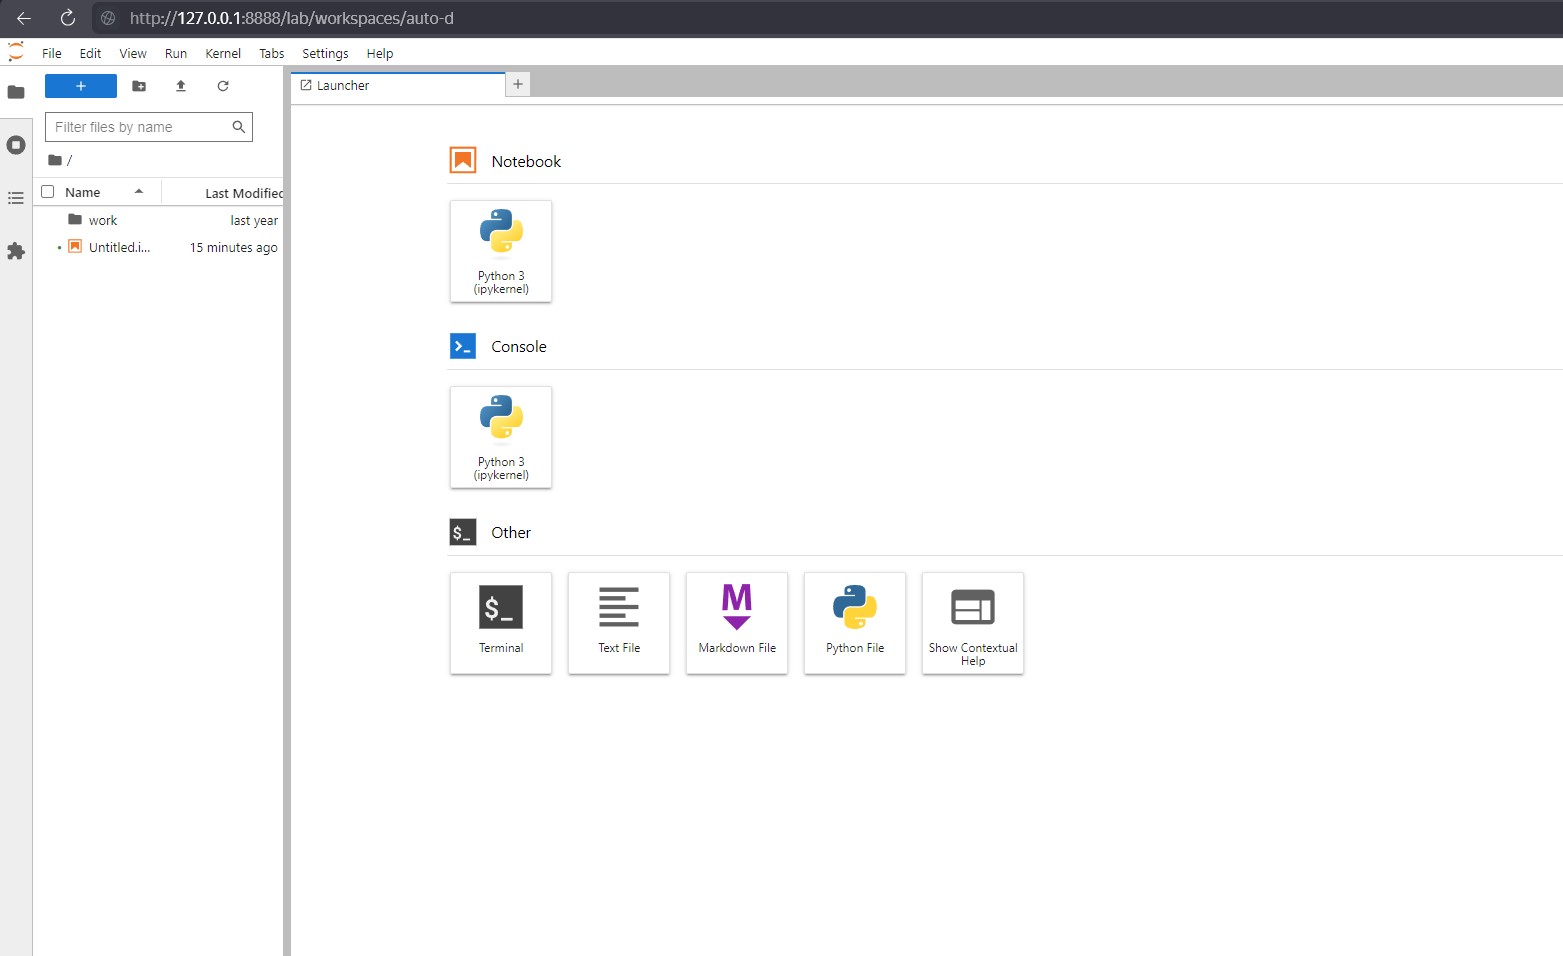 http://127.0.0.1:8888/lab/workspaces/auto-d
File Edit View Run Kernel Tabs Settings Help
Launcher
Filter files by name
/
Name Last Modified
work last year
Untitled.i... 15 minutes ago
Notebook
Python 3
(ipykernel)
Console
Python 3
(ipykernel)
$_ Other
$_
Terminal
Text File
M
Markdown File
Python File
Show Contextual
Help